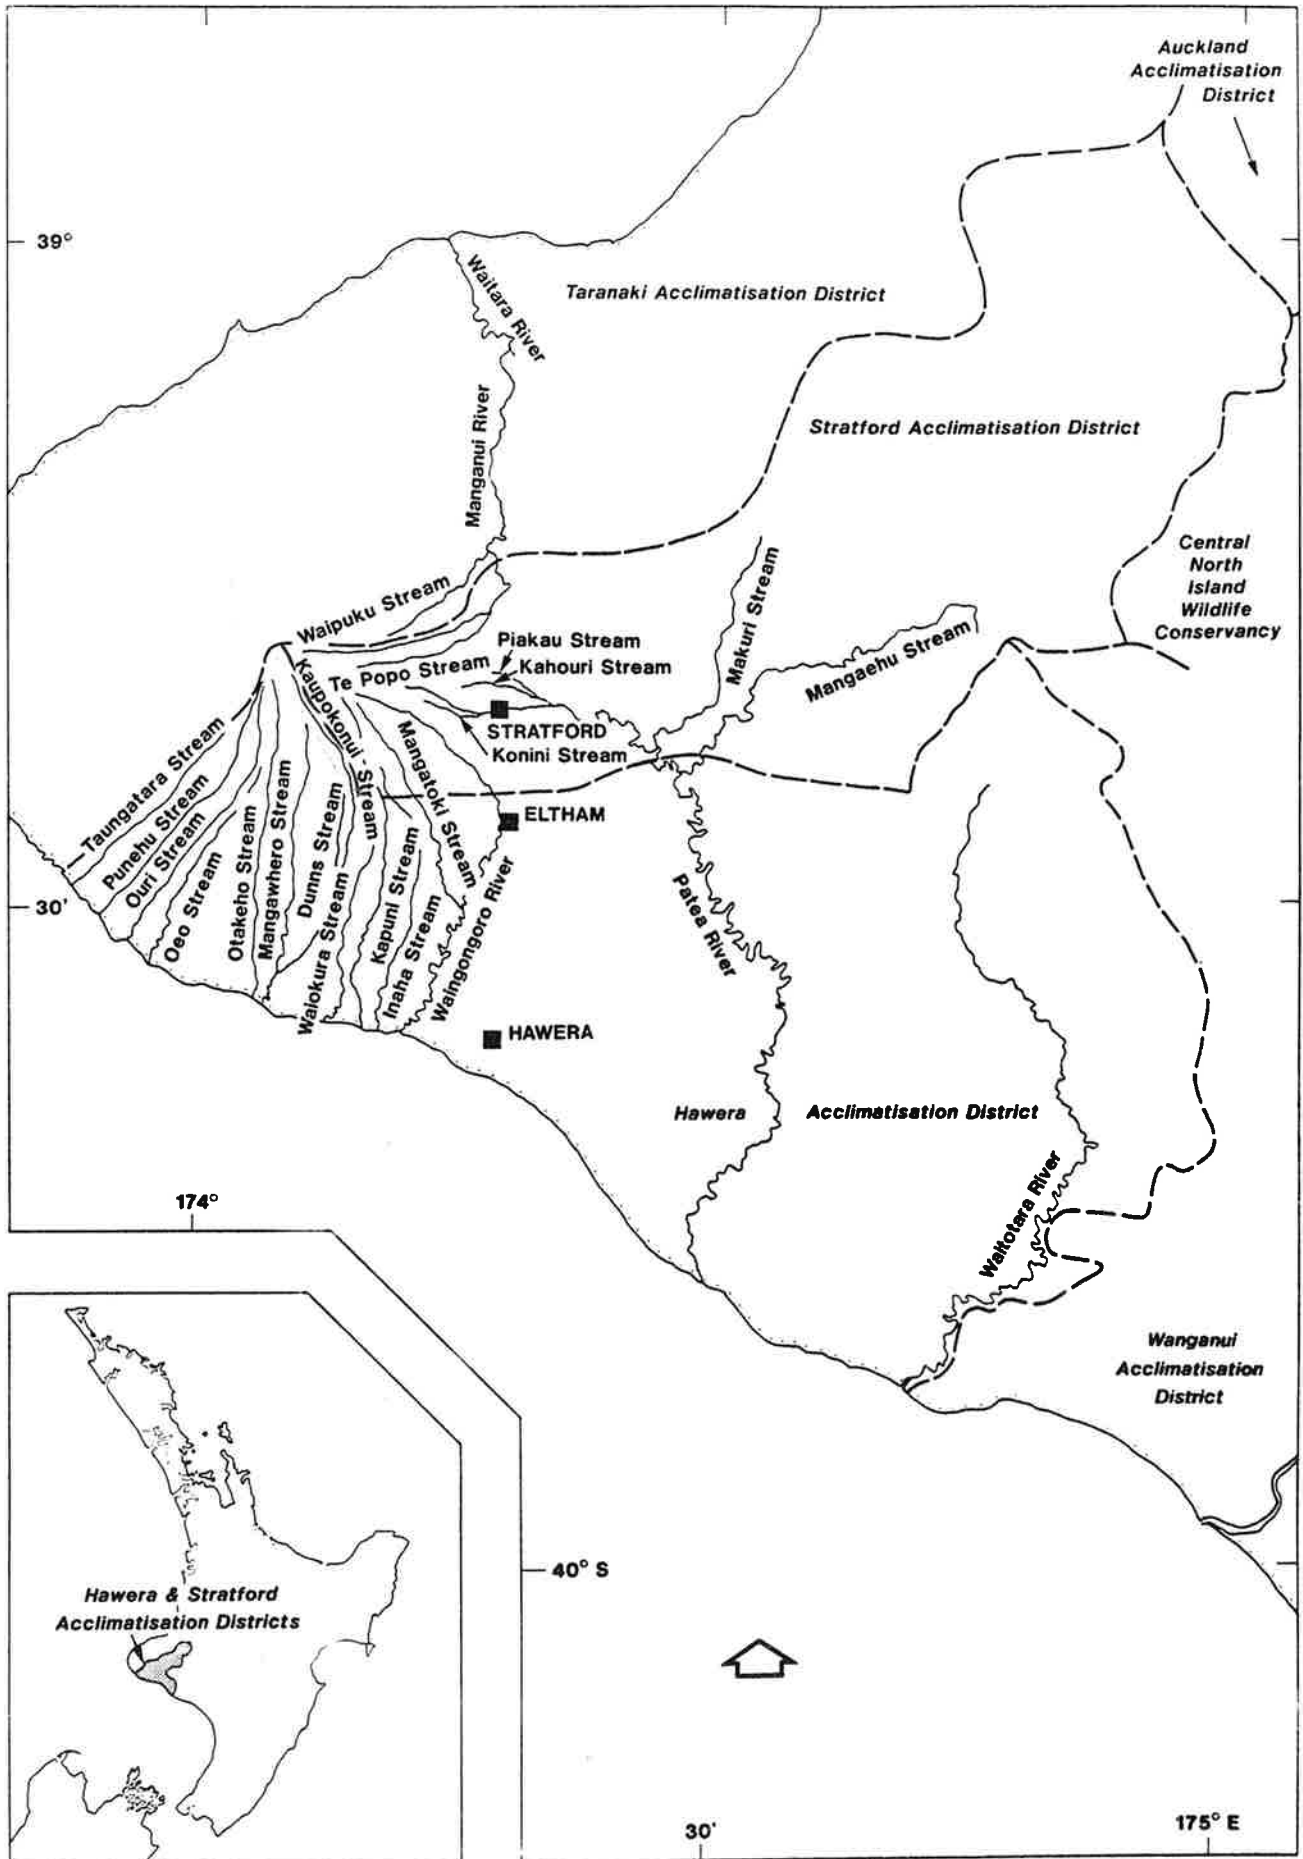 Auckland
Acclimatisation
District
39°
Waitara River
Taranaki Acclimatisation District
Manganui River
Stratford Acclimatisation District
Central
North
Island
Wildlife
Conservancy
Waipuku Stream
Makuri Stream
Mangaehu Stream
Piakau Stream
Kahouri Stream
Te Popo Stream
STRATFORD
Konini Stream
Kaupokonui Stream
Mangatoki Stream
Taungatara Stream
Punehu Stream
Ouri Stream
Oeo Stream
Otakeho Stream
Mangawhero Stream
Dunns Stream
Waiokura Stream
Kapuni Stream
Inaha Stream
Waingongoro River
ELTHAM
30'
Patea River
HAWERA
Hawera Acclimatisation District
Waitotara River
174°
Wanganui
Acclimatisation
District
40° S
Hawera & Stratford
Acclimatisation Districts
30'
175° E